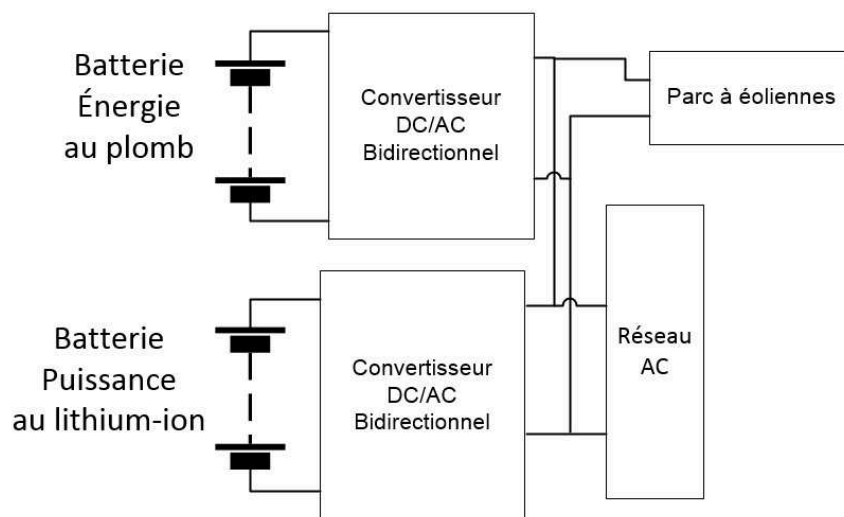 Batterie
Énergie
au plomb
Convertisseur
DC/AC
Bidirectionnel
Parc à éoliennes
Batterie
Puissance
au lithium-ion
Convertisseur
DC/AC
Bidirectionnel
Réseau
AC